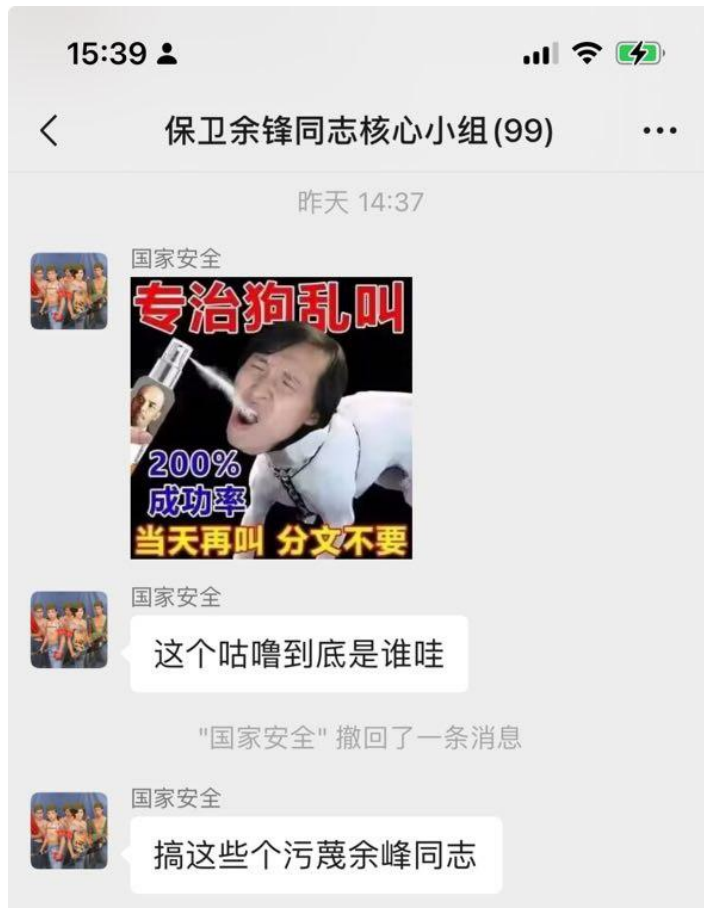 15:39
保卫余锋同志核心小组(99)
昨天 14:37
国家安全
专治狗乱叫
200%
成功率
当天再叫 分文不要
国家安全
这个咕噜到底是谁哇
"国家安全" 撤回了一条消息
国家安全
搞这些个污蔑余峰同志